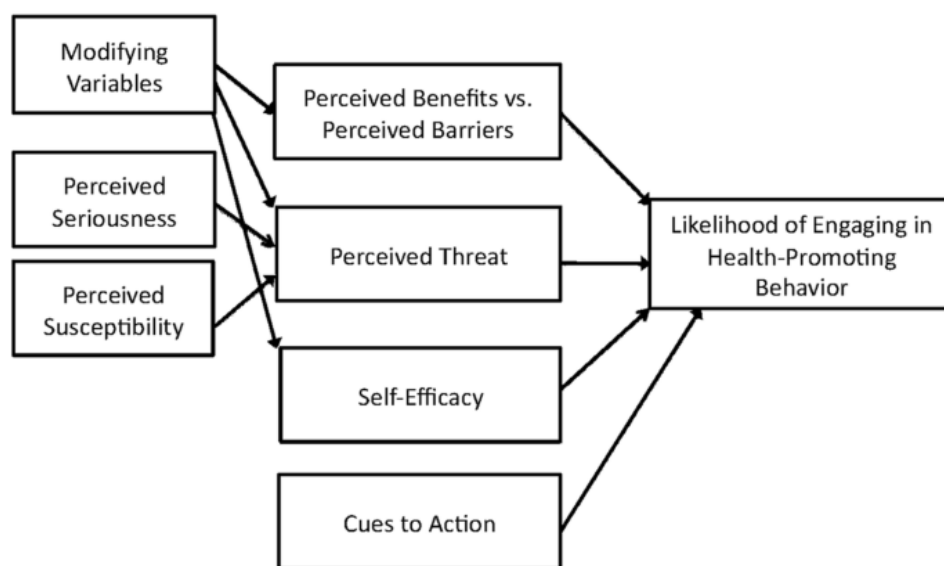 Modifying
Variables
Perceived
Seriousness
Perceived
Susceptibility
Perceived Benefits vs.
Perceived Barriers
Perceived Threat
Self-Efficacy
Cues to Action
Likelihood of Engaging in
Health-Promoting
Behavior